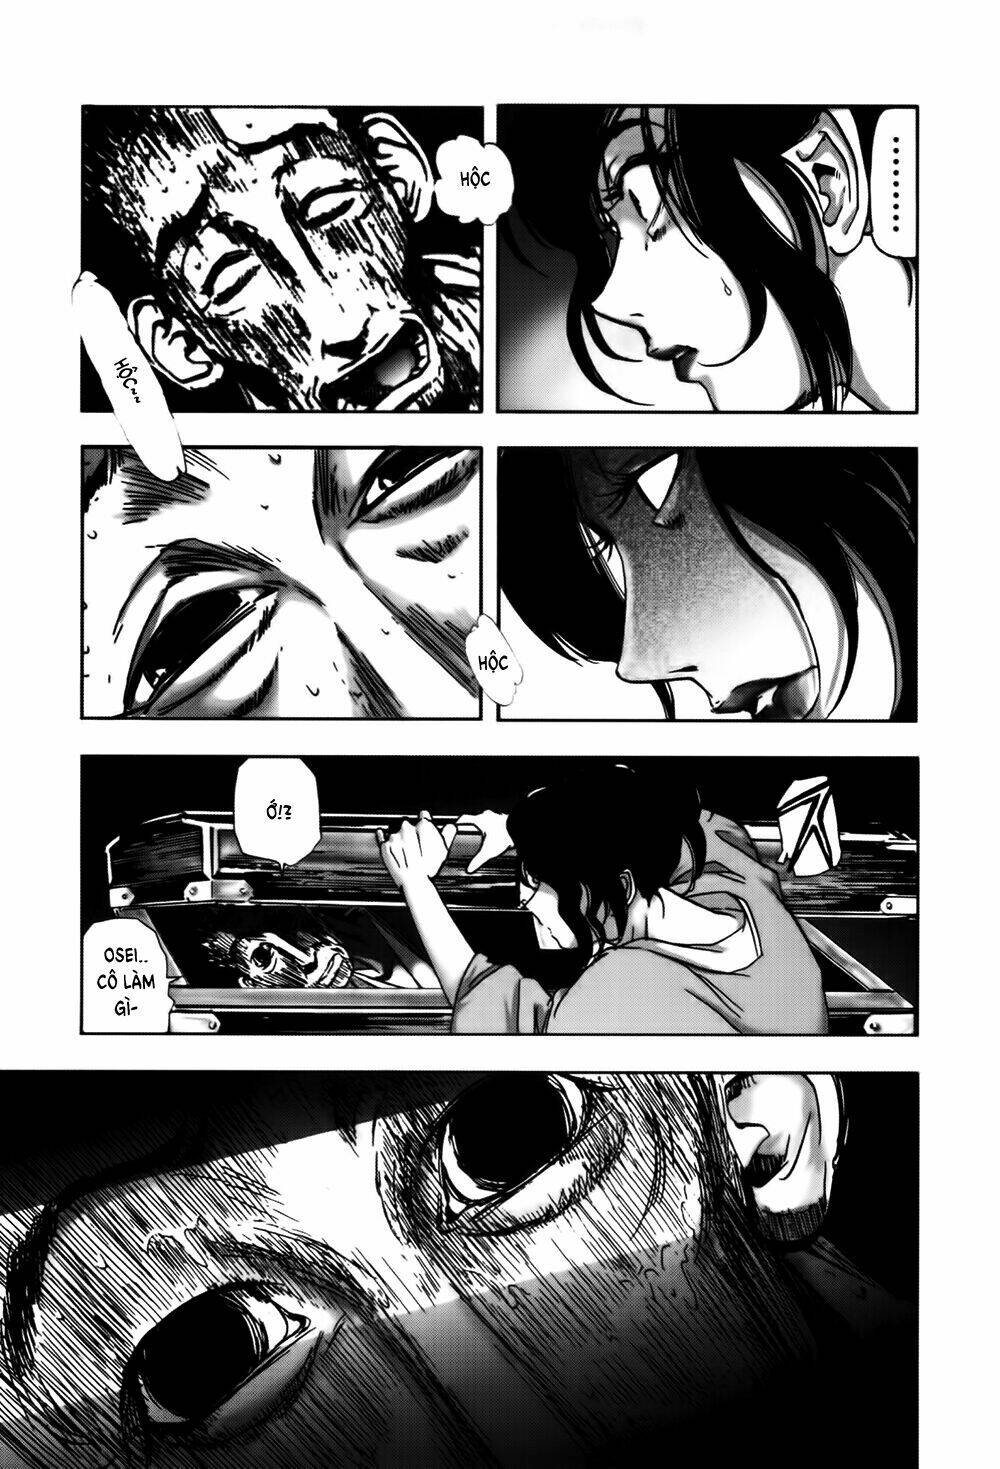 .........
HỘC
HỘC~~
HỘC
Ớ!?
OSEI..
CÔ LÀM
GÌ-